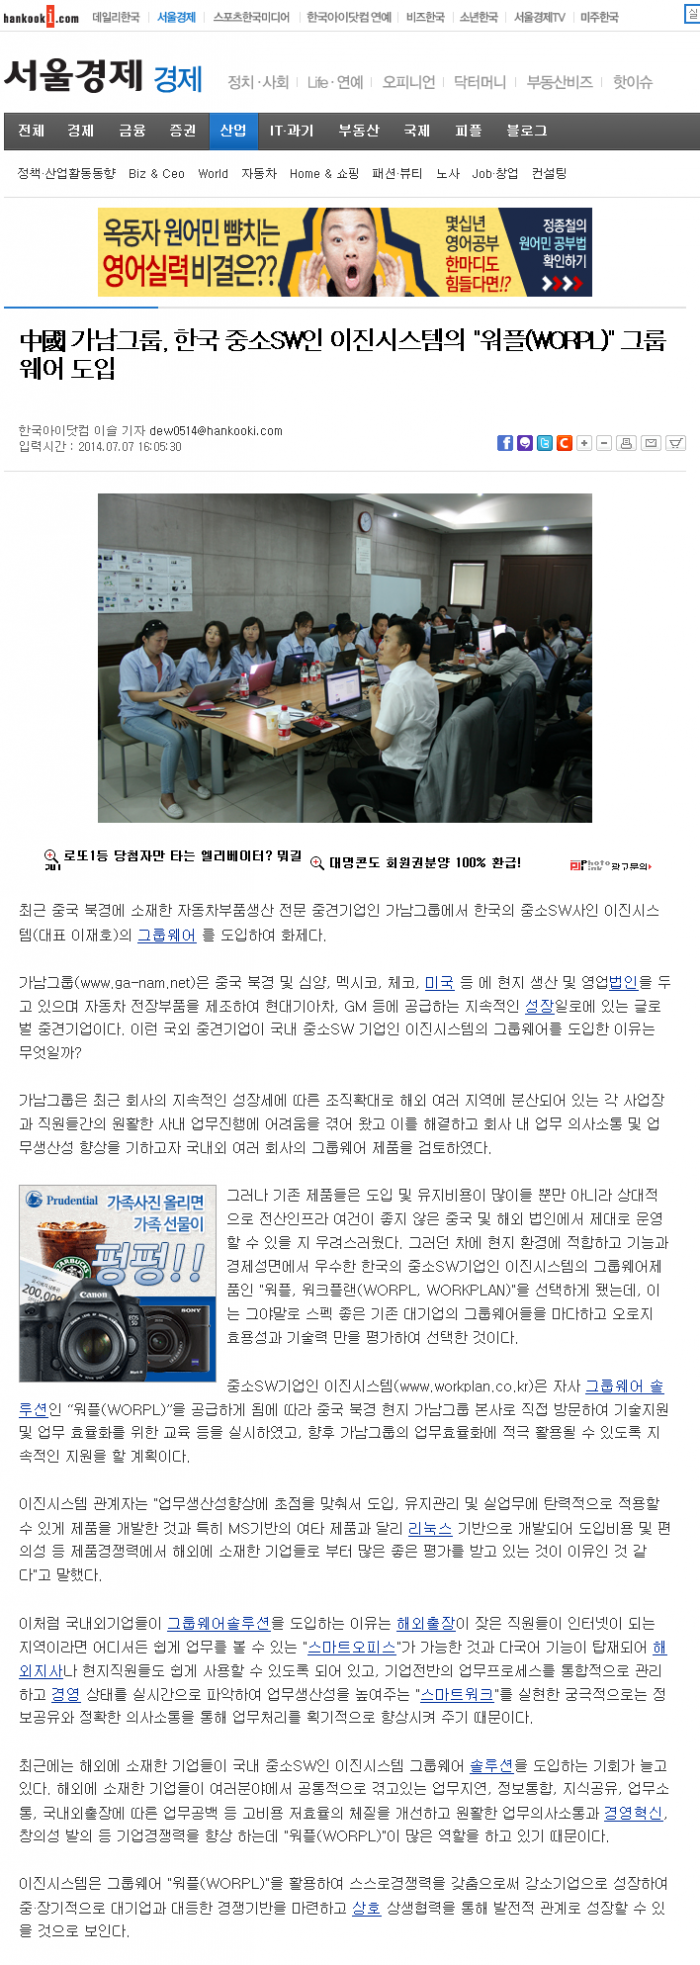 hankooki.com 데일리한국 서울경제 스포츠한국미디어 한국아이닷컴 연예 비즈한국 소년한국 서울경제TV 미주한국
서울경제 경제 정치·사회 Life·연예 오피니언 닥터머니 부동산비즈 핫이슈
전체 경제 금융 증권 산업 IT·과기 부동산 국제 피플 블로그
정책·산업활동동향 Biz & Ceo World 자동차 Home & 쇼핑 패션·뷰티 노사 Job·창업 컨설팅
옥동자 원어민 뺨치는
영어실력 비결은??
몇십년
영어공부
한마디도
힘들다면!?
정종철의
원어민 공부법
확인하기
中國 가남그룹, 한국 중소SW인 이진시스템의 "워플(WORPL)" 그룹
웨어 도입
한국아이닷컴 이슬 기자 dew0514@hankooki.com
입력시간 : 2014.07.07 16:05:30
로또1등 당첨자만 타는 엘리베이터? 뭐길
대명콘도 회원권분양 100% 환급!
Photo link 광고문의
최근 중국 북경에 소재한 자동차부품생산 전문 중견기업인 가남그룹에서 한국의 중소SW사인 이진시스
템(대표 이재호)의 그룹웨어 를 도입하여 화제다.
가남그룹(www.ga-nam.net)은 중국 북경 및 심양, 멕시코, 체코, 미국 등 에 현지 생산 및 영업법인을 두
고 있으며 자동차 전장부품을 제조하여 현대기아차, GM 등에 공급하는 지속적인 성장일로에 있는 글로
벌 중견기업이다. 이런 국외 중견기업이 국내 중소SW 기업인 이진시스템의 그룹웨어를 도입한 이유는
무엇일까?
가남그룹은 최근 회사의 지속적인 성장세에 따른 조직확대로 해외 여러 지역에 분산되어 있는 각 사업장
과 직원들간의 원활한 사내 업무진행에 어려움을 겪어 왔고 이를 해결하고 회사 내 업무 의사소통 및 업
무생산성 향상을 기하고자 국내외 여러 회사의 그룹웨어 제품을 검토하였다.
Prudential 가족사진 올리면
가족 선물이
펑펑!!
STARBUCKS
200,000
Canon
SONY
그러나 기존 제품들은 도입 및 유지비용이 많이들 뿐만 아니라 상대적
으로 전산인프라 여건이 좋지 않은 중국 및 해외 법인에서 제대로 운영
할 수 있을 지 우려스러웠다. 그러던 차에 현지 환경에 적합하고 기능과
경제성면에서 우수한 한국의 중소SW기업인 이진시스템의 그룹웨어제
품인 "워플, 워크플랜(WORPL, WORKPLAN)"을 선택하게 됐는데, 이
는 그야말로 스펙 좋은 기존 대기업의 그룹웨어들을 마다하고 오로지
효용성과 기술력 만을 평가하여 선택한 것이다.
중소SW기업인 이진시스템(www.workplan.co.kr)은 자사 그룹웨어 솔
루션인 “워플(WORPL)”을 공급하게 됨에 따라 중국 북경 현지 가남그룹 본사로 직접 방문하여 기술지원
및 업무 효율화를 위한 교육 등을 실시하였고, 향후 가남그룹의 업무효율화에 적극 활용될 수 있도록 지
속적인 지원을 할 계획이다.
이진시스템 관계자는 "업무생산성향상에 초점을 맞춰서 도입, 유지관리 및 실업무에 탄력적으로 적용할
수 있게 제품을 개발한 것과 특히 MS기반의 여타 제품과 달리 리눅스 기반으로 개발되어 도입비용 및 편
의성 등 제품경쟁력에서 해외에 소재한 기업들로 부터 많은 좋은 평가를 받고 있는 것이 이유인 것 같
다"고 말했다.
이처럼 국내외기업들이 그룹웨어솔루션을 도입하는 이유는 해외출장이 잦은 직원들이 인터넷이 되는
지역이라면 어디서든 쉽게 업무를 볼 수 있는 "스마트오피스"가 가능한 것과 다국어 기능이 탑재되어 해
외지사나 현지직원들도 쉽게 사용할 수 있도록 되어 있고, 기업전반의 업무프로세스를 통합적으로 관리
하고 경영 상태를 실시간으로 파악하여 업무생산성을 높여주는 "스마트워크"를 실현한 궁극적으로는 정
보공유와 정확한 의사소통을 통해 업무처리를 획기적으로 향상시켜 주기 때문이다.
최근에는 해외에 소재한 기업들이 국내 중소SW인 이진시스템 그룹웨어 솔루션을 도입하는 기회가 늘고
있다. 해외에 소재한 기업들이 여러분야에서 공통적으로 겪고있는 업무지연, 정보통합, 지식공유, 업무소
통, 국내외출장에 따른 업무공백 등 고비용 저효율의 체질을 개선하고 원활한 업무의사소통과 경영혁신,
창의성 발의 등 기업경쟁력을 향상 하는데 "워플(WORPL)"이 많은 역할을 하고 있기 때문이다.
이진시스템은 그룹웨어 "워플(WORPL)"을 활용하여 스스로경쟁력을 갖춤으로써 강소기업으로 성장하여
중·장기적으로 대기업과 대등한 경쟁기반을 마련하고 상호 상생협력을 통해 발전적 관계로 성장할 수 있
을 것으로 보인다.